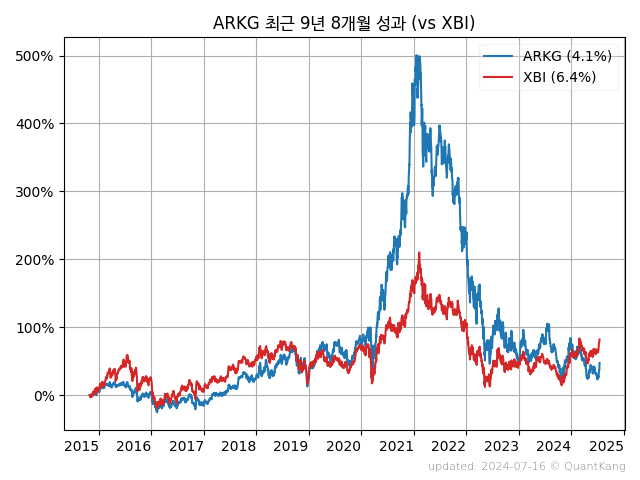 ARKG 최근 9년 8개월 성과 (vs XBI)
ARKG (4.1%)
XBI (6.4%)
500%
400%
300%
200%
100%
0%
2015 2016 2017 2018 2019 2020 2021 2022 2023 2024 2025
updated: 2024-07-16 © QuantKang